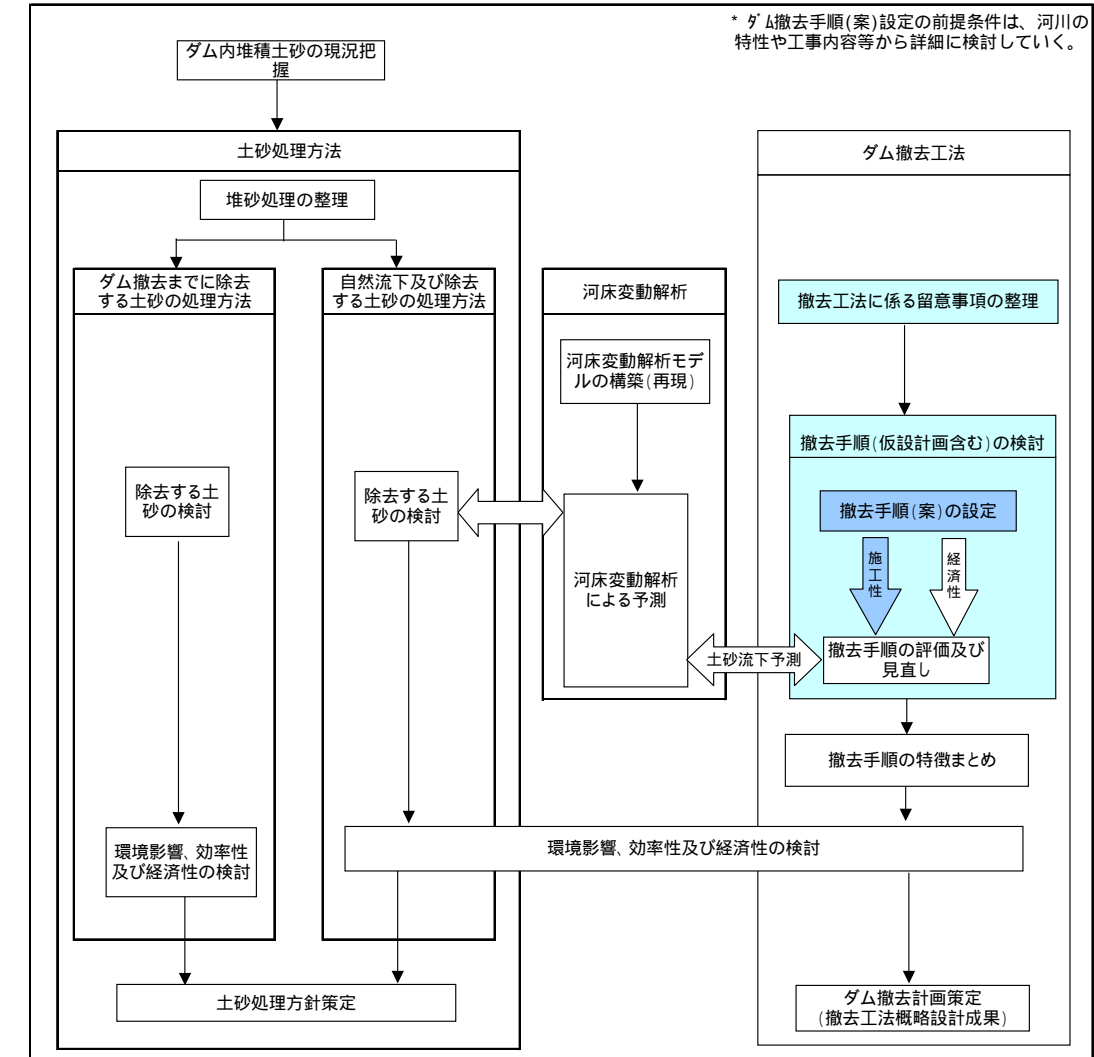 * ダム撤去手順(案)設定の前提条件は、河川の
特性や工事内容等から詳細に検討していく。
ダム内堆積土砂の現況把
握
土砂処理方法
ダム撤去工法
堆砂処理の整理
ダム撤去までに除去
する土砂の処理方法
自然流下及び除去
する土砂の処理方法
河床変動解析
撤去工法に係る留意事項の整理
河床変動解析モデ
ルの構築(再現)
撤去手順(仮設計画含む)の検討
除去する土
砂の検討
除去する土
砂の検討
撤去手順(案)の設定
施工性
経済性
河床変動解析
による予測
土砂流下予測
撤去手順の評価及び
見直し
撤去手順の特徴まとめ
環境影響、効率性
及び経済性の検討
環境影響、効率性及び経済性の検討
土砂処理方針策定
ダム撤去計画策定
(撤去工法概略設計成果)